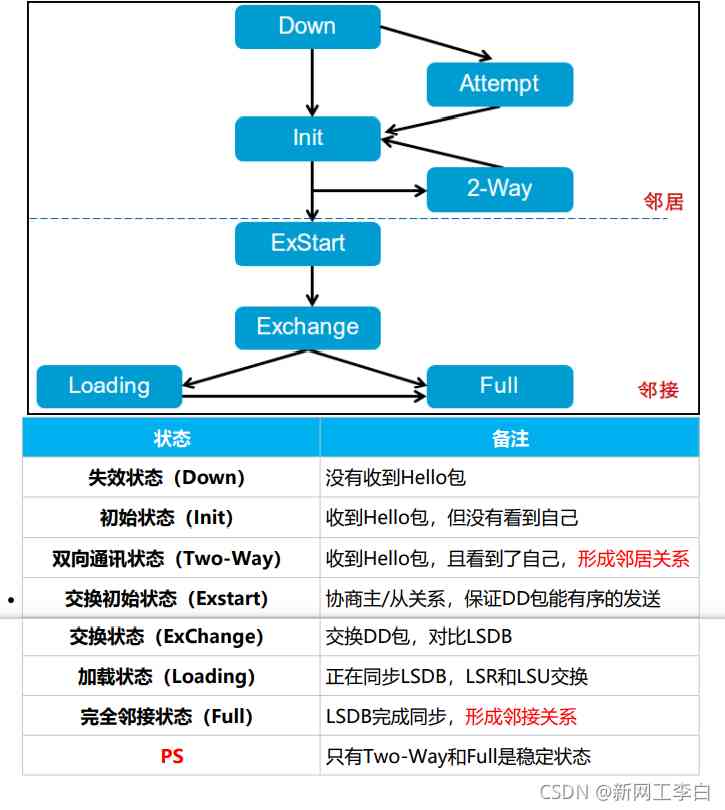 Down
Attempt
Init
2-Way
邻居
ExStart
Exchange
Loading
Full
邻接
状态 备注
失效状态（Down） 没有收到Hello包
初始状态（Init） 收到Hello包，但没有看到自己
双向通讯状态（Two-Way） 收到Hello包，且看到了自己，形成邻居关系
交换初始状态（Exstart） 协商主/从关系，保证DD包能有序的发送
交换状态（ExChange） 交换DD包，对比LSDB
加载状态（Loading） 正在同步LSDB，LSR和LSU交换
完全邻接状态（Full） LSDB完成同步，形成邻接关系
PS 只有Two-Way和Full是稳定状态
CSDN @新网工李白